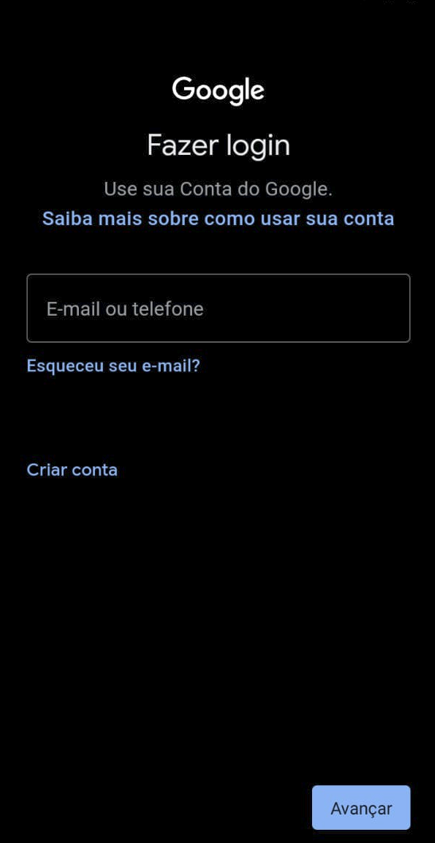 Google
Fazer login
Use sua Conta do Google.
Saiba mais sobre como usar sua conta
E-mail ou telefone
Esqueceu seu e-mail?
Criar conta
Avançar